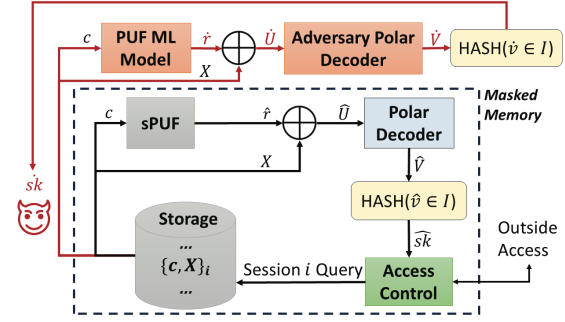 c
PUF ML
Model
ṙ
U̇
Adversary Polar
Decoder
V̇
HASH(v̇ ∈ I)
X
Masked
Memory
c
sPUF
r̂
Û
Polar
Decoder
X
V̂
ṡk
HASH(v̂ ∈ I)
Storage
...
{c, X}ᵢ
...
ŝk
Outside
Access
Session i Query
Access
Control